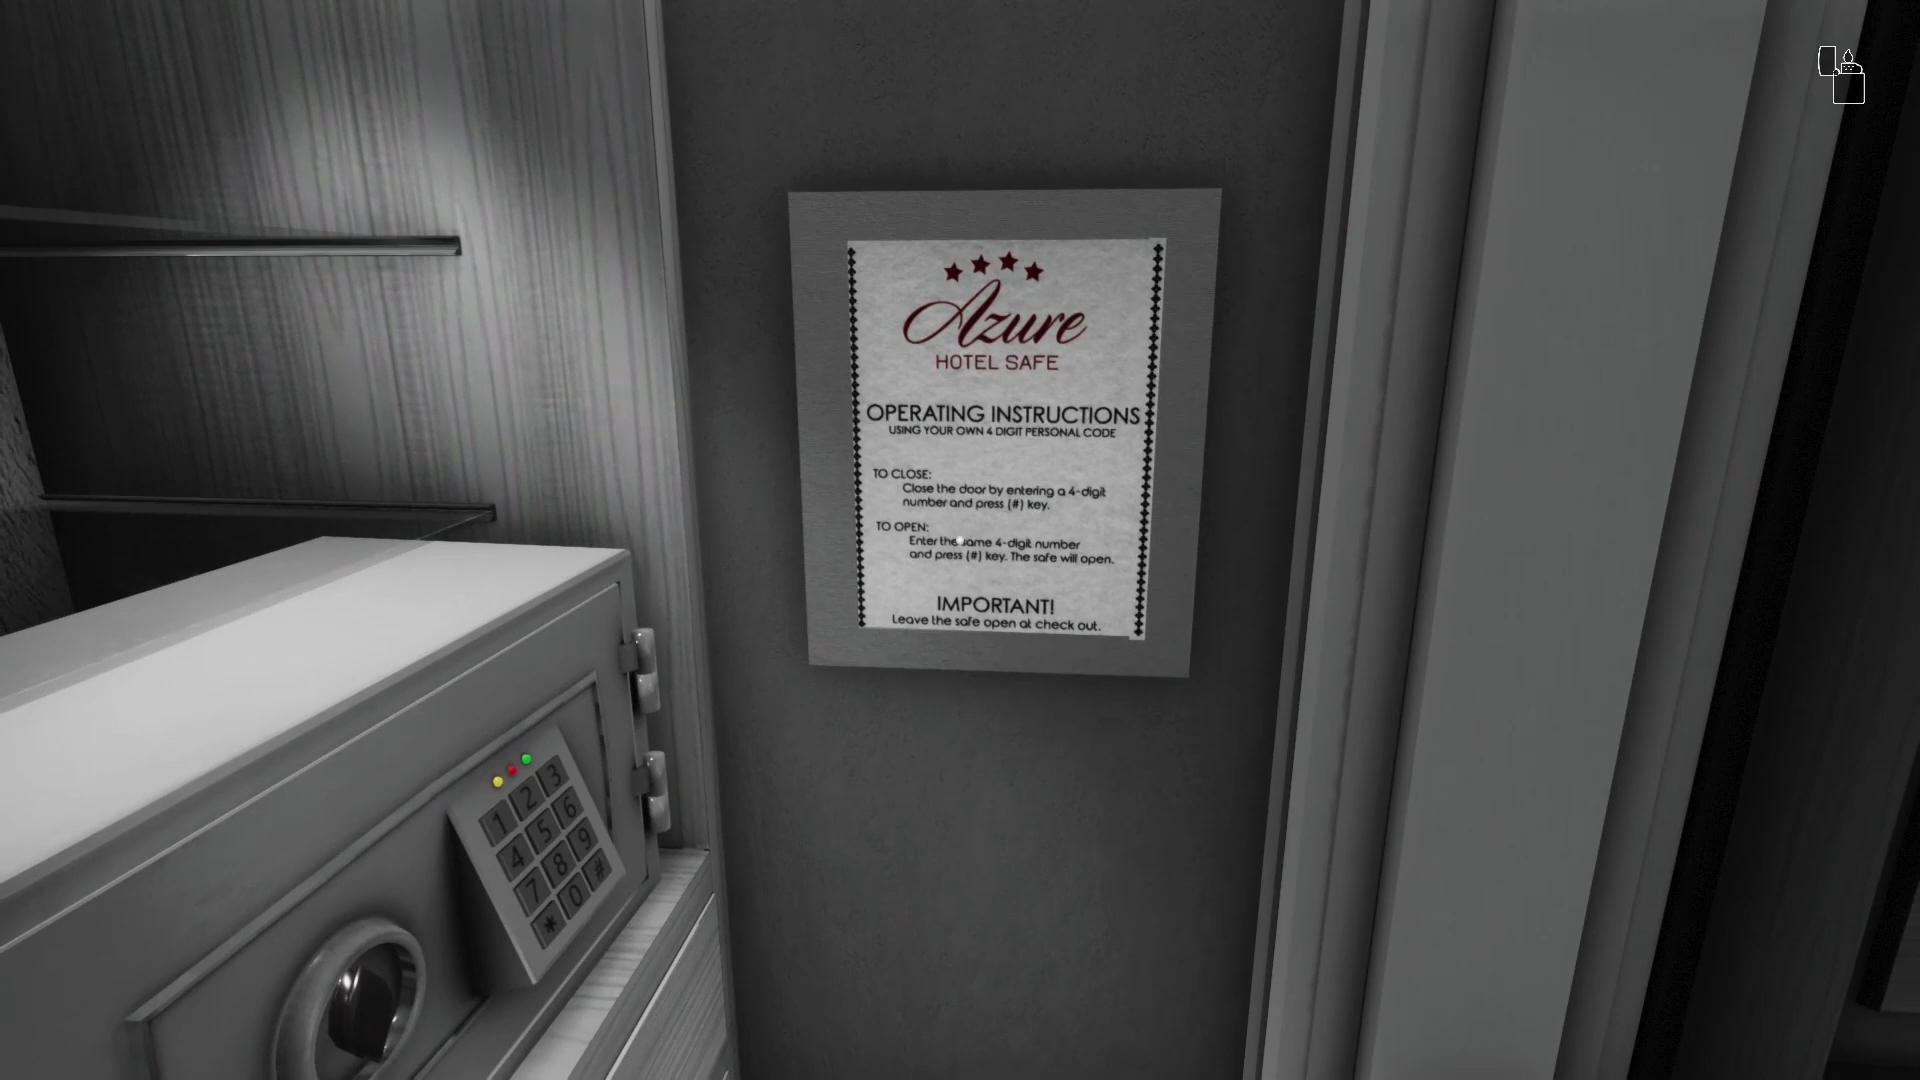 Azure
HOTEL SAFE
OPERATING INSTRUCTIONS
USING YOUR OWN 4 DIGIT PERSONAL CODE
TO CLOSE:
Close the door by entering a 4-digit
number and press (#) key.
TO OPEN:
Enter the same 4-digit number
and press (#) key. The safe will open.
IMPORTANT!
Leave the safe open at check out.
1 2 3
4 5 6
7 8 9
* 0 #